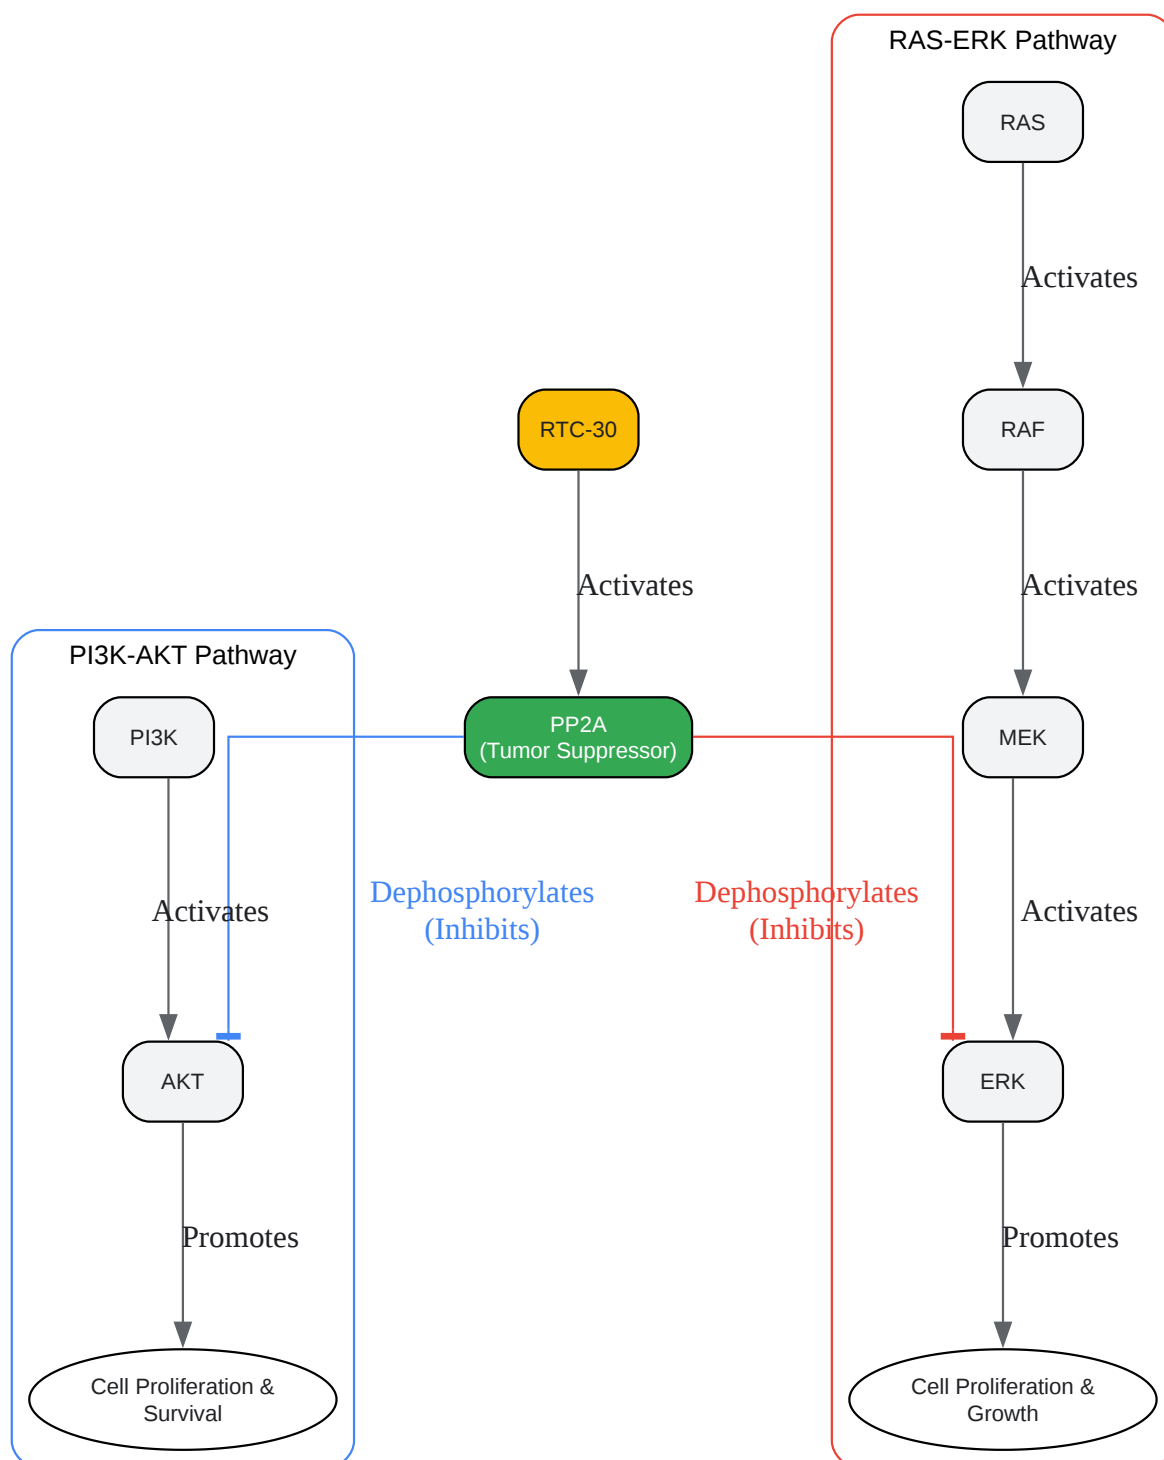 RAS-ERK Pathway
RAS
Activates
RTC-30
RAF
Activates
Activates
PI3K-AKT Pathway
PI3K
PP2A
(Tumor Suppressor)
MEK
Activates
Dephosphorylates
(Inhibits)
Dephosphorylates
(Inhibits)
Activates
AKT
ERK
Promotes
Promotes
Cell Proliferation &
Survival
Cell Proliferation &
Growth